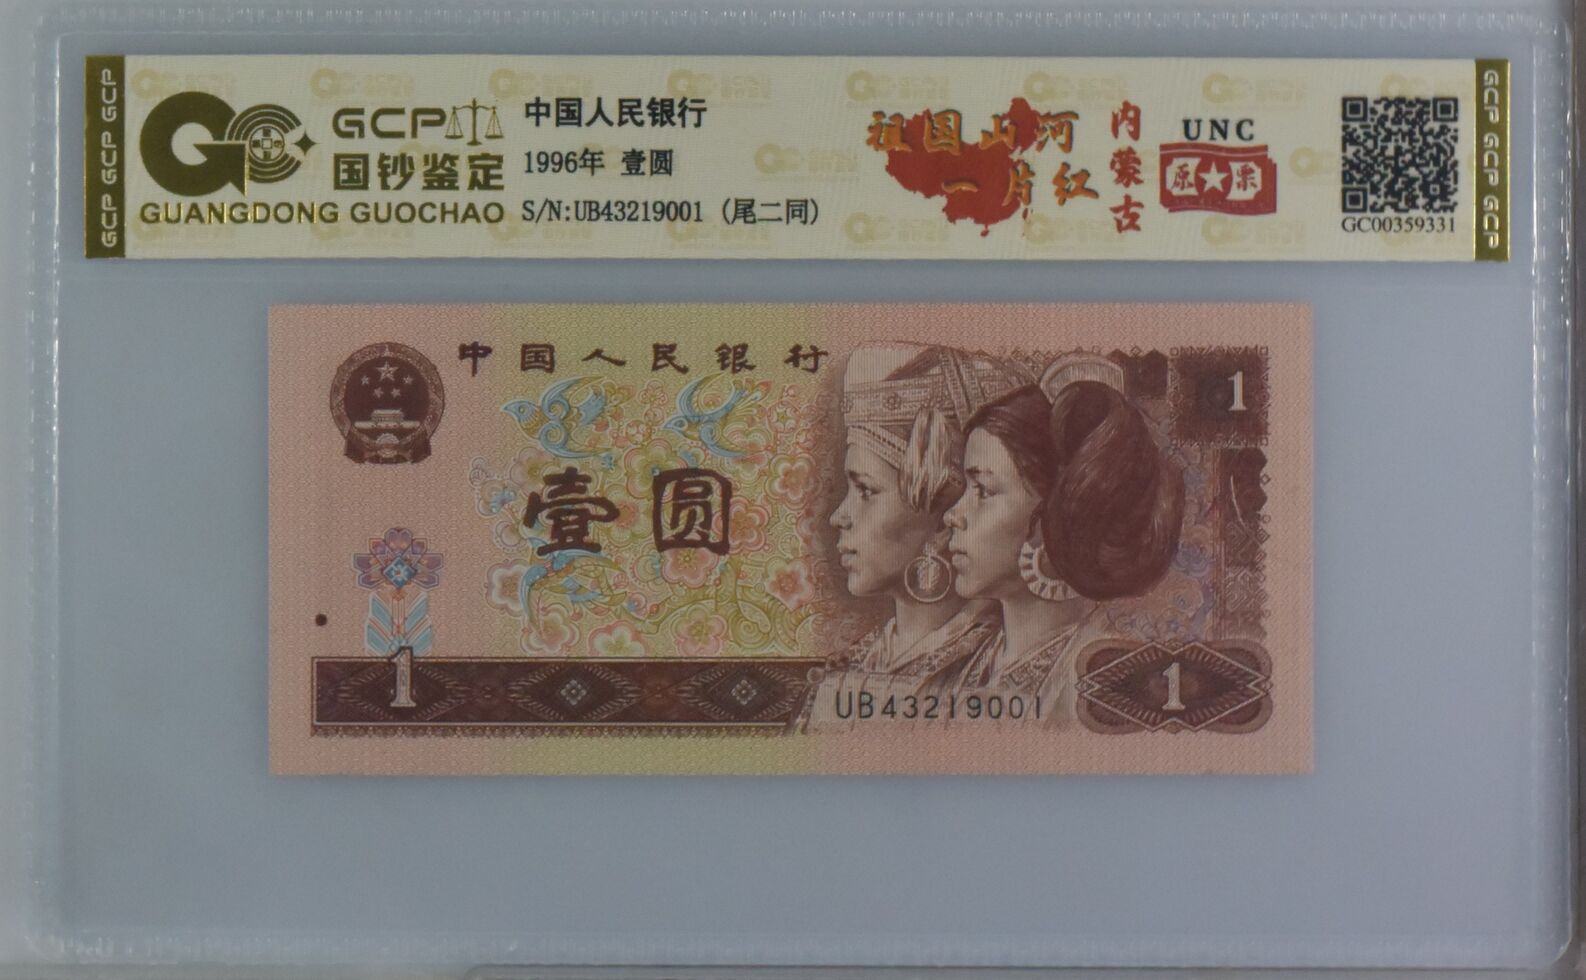 GCP GCP GCP
GCP
国钞鉴定
GUANGDONG GUOCHAO
中国人民银行
1996年 壹圆
S/N:UB43219001 (尾二同)
祖国山河
一片红
内蒙古
UNC
原★票
GC00359331
GCP GCP GCP
中国人民银行
1
壹圆
1
UB43219001
1